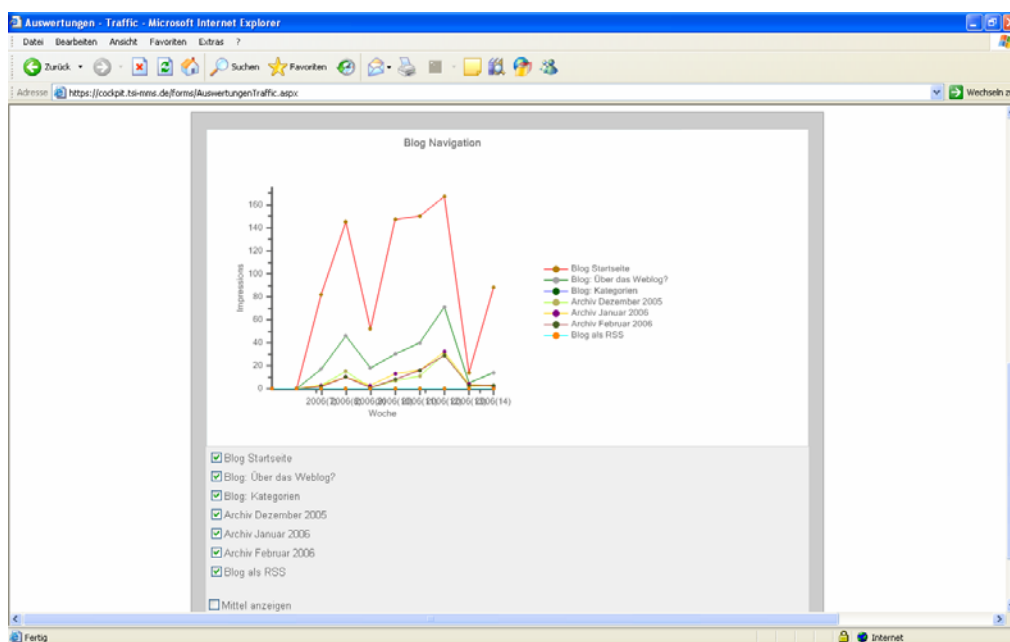 Auswertungen - Traffic - Microsoft Internet Explorer
Datei Bearbeiten Ansicht Favoriten Extras ?
Zurück Suchen Favoriten
Adresse https://cockpit.tsi-mms.de/forms/AuswertungenTraffic.aspx Wechseln
Blog Navigation
160
140
120
100
80
60
40
20
0
Impressions
2006(7) 2006(14)
Woche
Blog Startseite
Blog: Über das Weblog?
Blog: Kategorien
Archiv Dezember 2005
Archiv Januar 2006
Archiv Februar 2006
Blog als RSS
Blog Startseite
Blog: Über das Weblog?
Blog: Kategorien
Archiv Dezember 2005
Archiv Januar 2006
Archiv Februar 2006
Blog als RSS
Mittel anzeigen
Fertig Internet